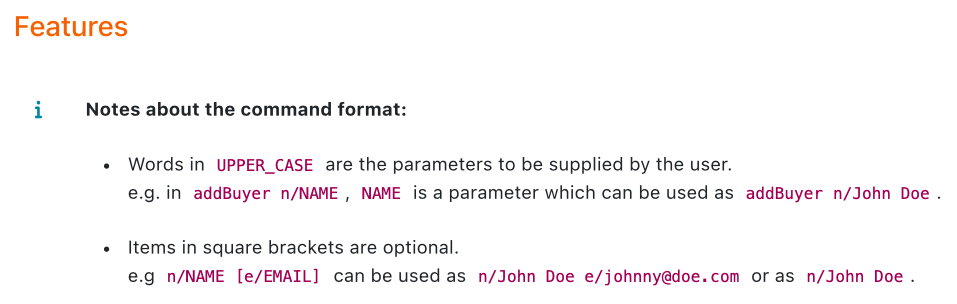 Features
i
Notes about the command format:
• Words in UPPER_CASE are the parameters to be supplied by the user.
e.g. in addBuyer n/NAME , NAME is a parameter which can be used as addBuyer n/John Doe .
• Items in square brackets are optional.
e.g n/NAME [e/EMAIL] can be used as n/John Doe e/johnny@doe.com or as n/John Doe .